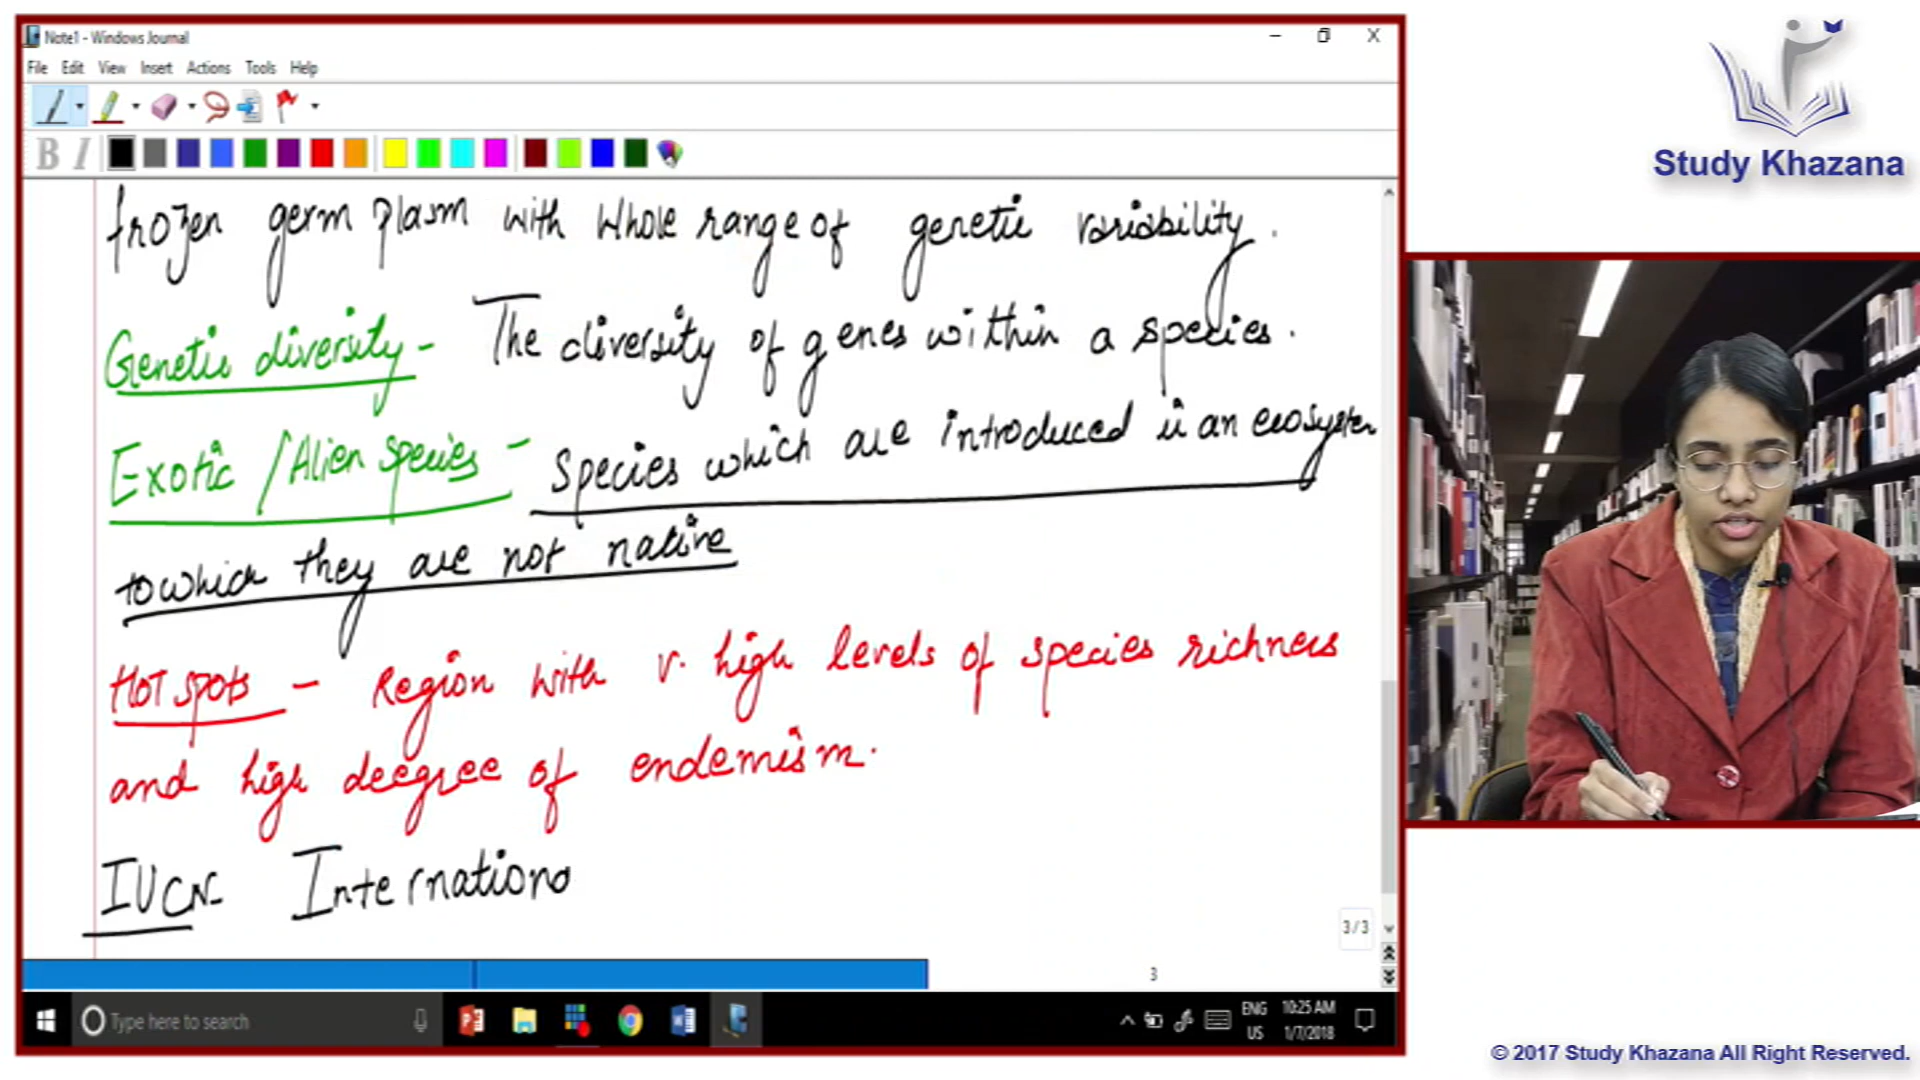 Note1 - Windows Journal
File Edit View Insert Actions Tools Help
B I
Study Khazana
frozen germ plasm with whole range of genetic variability.
Genetic diversity - The diversity of genes within a species.
Exotic / Alien species - Species which are introduced in an ecosystem
to which they are not native
HOT spots - Region with v. high levels of species richness
and high deegree of endemism.
IUCN- Internationa
3/3
3
Type here to search
ENG
US
10:25 AM
1/7/2018
© 2017 Study Khazana All Right Reserved.